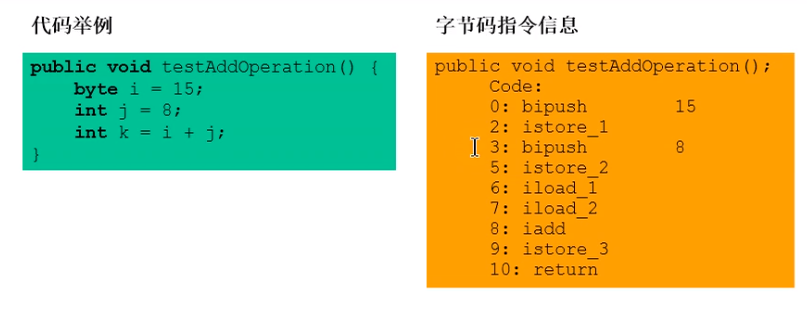 代码举例
public void testAddOperation() {
byte i = 15;
int j = 8;
int k = i + j;
}
字节码指令信息
public void testAddOperation();
Code:
0: bipush 15
2: istore_1
3: bipush 8
5: istore_2
6: iload_1
7: iload_2
8: iadd
9: istore_3
10: return